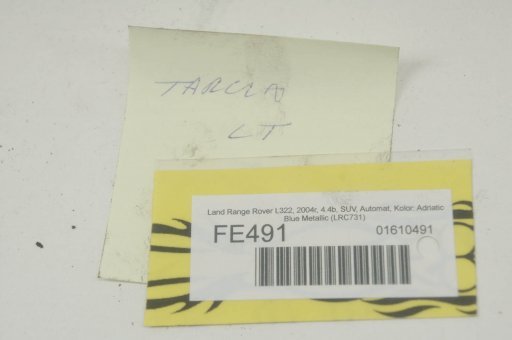 TARCZA
LT
Land Range Rover L322, 2004r, 4.4b, SUV, Automat, Kolor: Adriatic
Blue Metallic (LRC731)
FE491 01610491